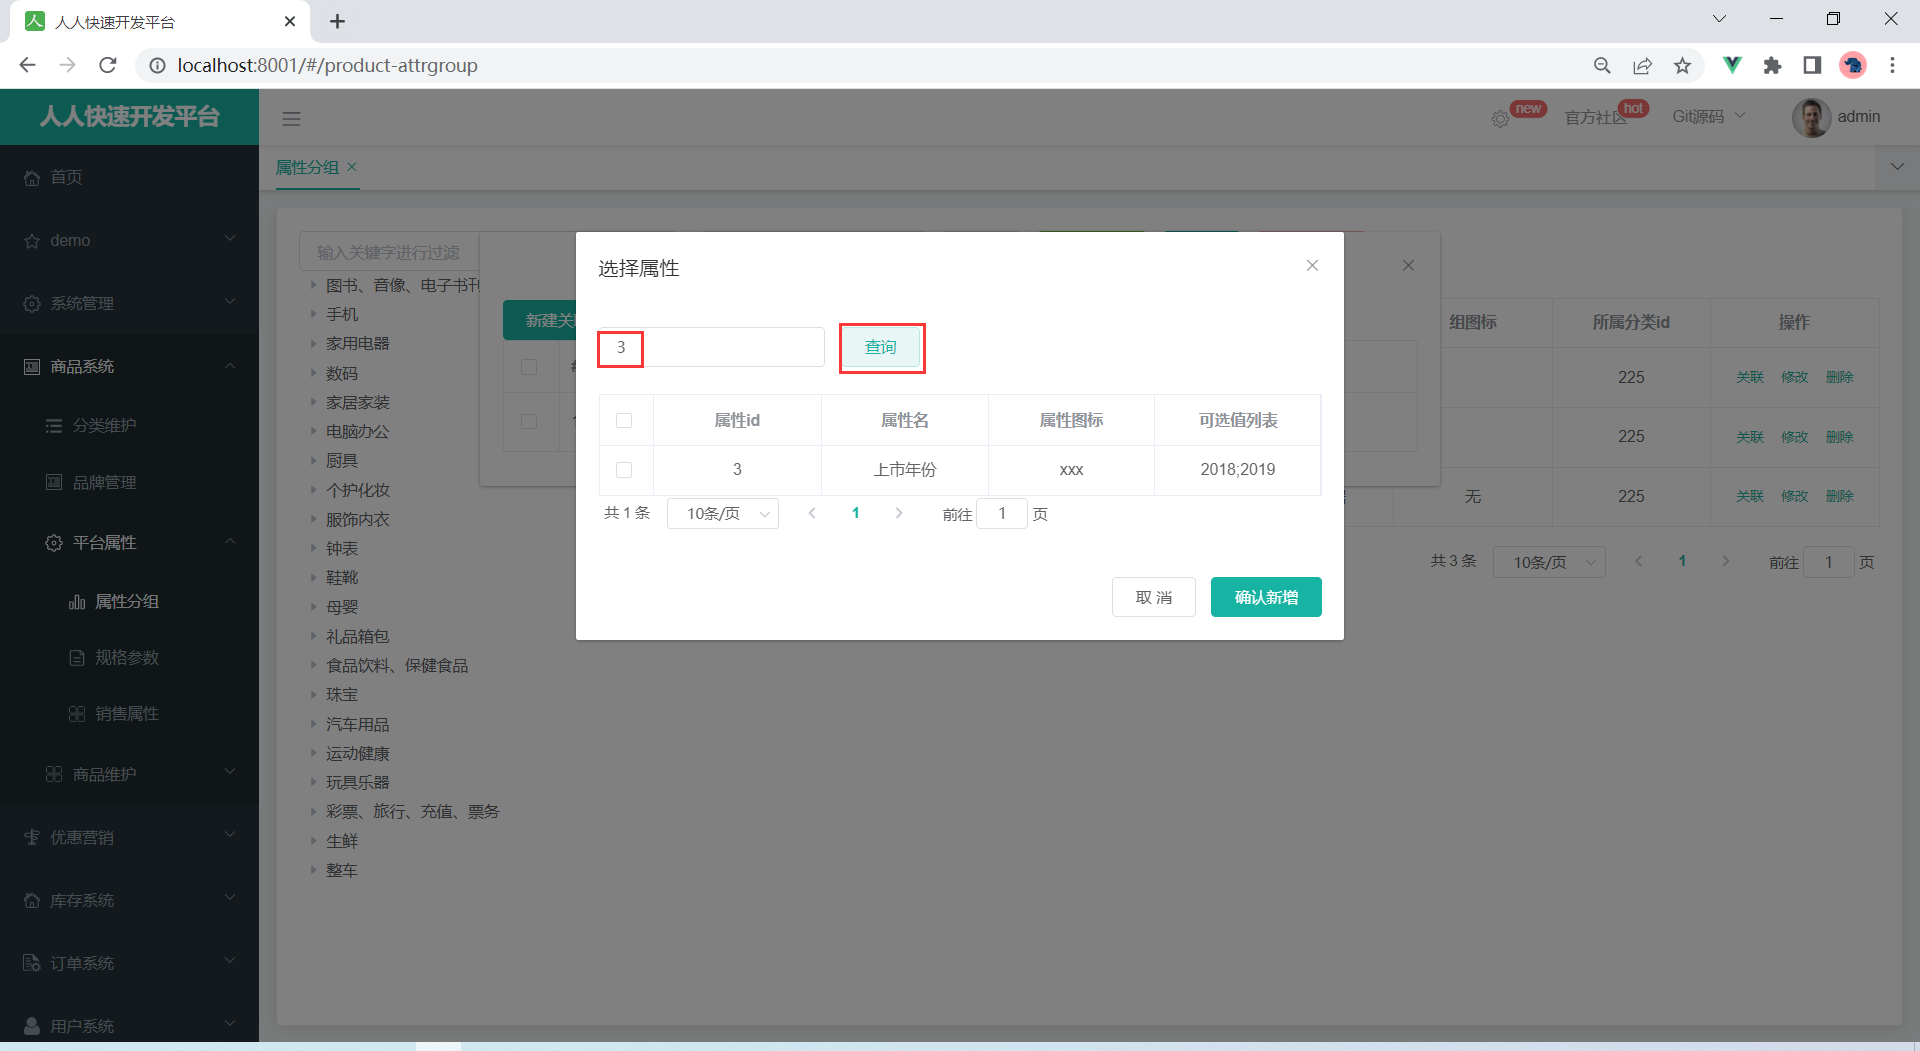 人人快速开发平台
localhost:8001/#/product-attrgroup
人人快速开发平台
new
官方社区
hot
Git源码
admin
首页
demo
系统管理
商品系统
分类维护
品牌管理
平台属性
属性分组
规格参数
销售属性
商品维护
优惠营销
库存系统
订单系统
用户系统
属性分组
输入关键字进行过滤
图书、音像、电子书刊
手机
家用电器
数码
家居家装
电脑办公
厨具
个护化妆
服饰内衣
钟表
鞋靴
母婴
礼品箱包
食品饮料、保健食品
珠宝
汽车用品
运动健康
玩具乐器
彩票、旅行、充值、票务
生鲜
整车
新建关
选择属性
3
查询
属性id 属性名 属性图标 可选值列表
3 上市年份 xxx 2018;2019
共 1 条 10条/页 1 前往 1 页
取 消 确认新增
组图标 所属分类id 操作
225 关联 修改 删除
225 关联 修改 删除
无 225 关联 修改 删除
共 3 条 10条/页 1 前往 1 页